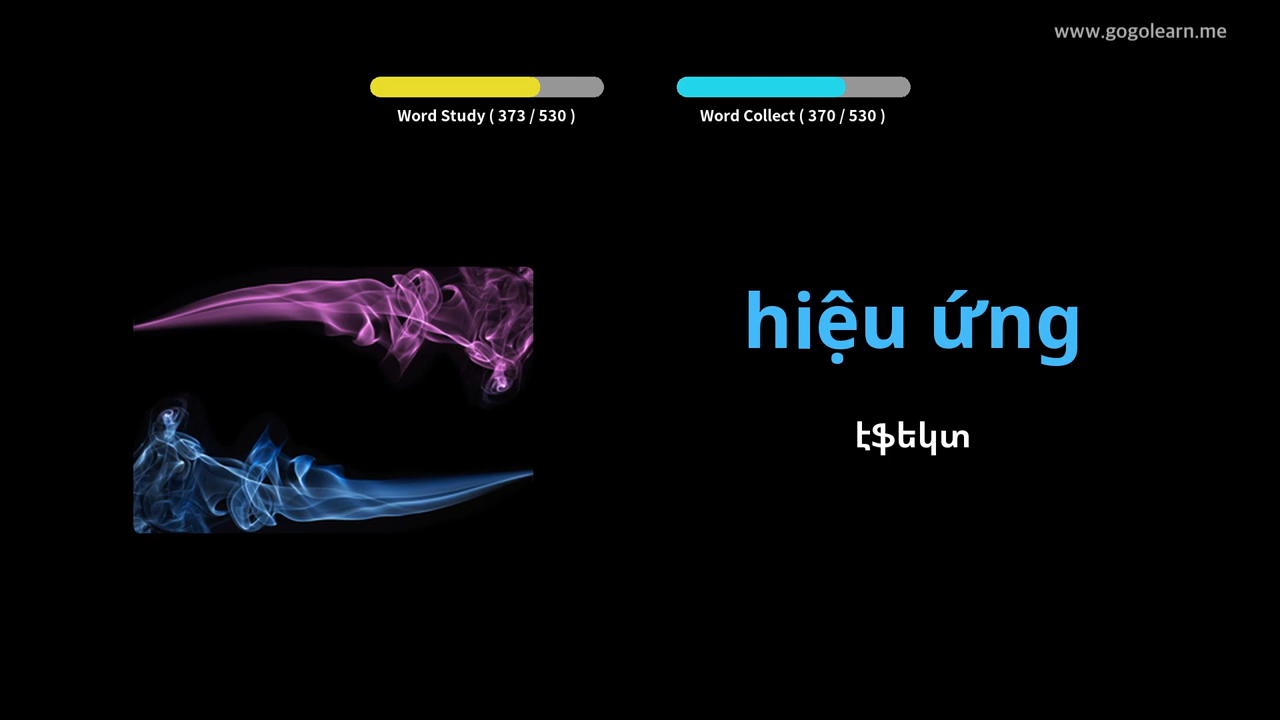 www.gogolearn.me
Word Study ( 373 / 530 )
Word Collect ( 370 / 530 )
hiệu ứng
էֆեկտ